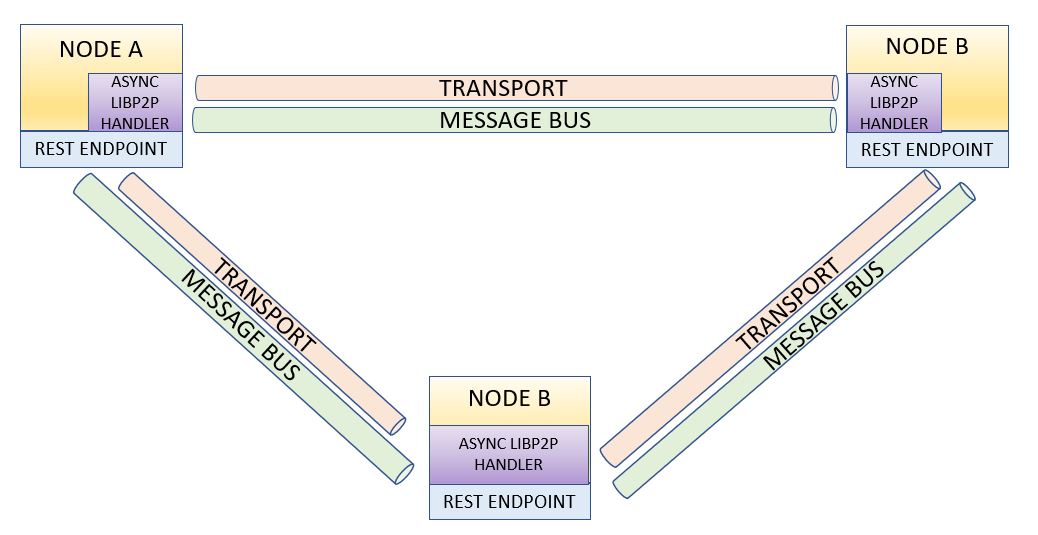 NODE A
ASYNC
LIBP2P
HANDLER
REST ENDPOINT
TRANSPORT
MESSAGE BUS
NODE B
ASYNC
LIBP2P
HANDLER
REST ENDPOINT
TRANSPORT
MESSAGE BUS
TRANSPORT
MESSAGE BUS
NODE B
ASYNC LIBP2P
HANDLER
REST ENDPOINT